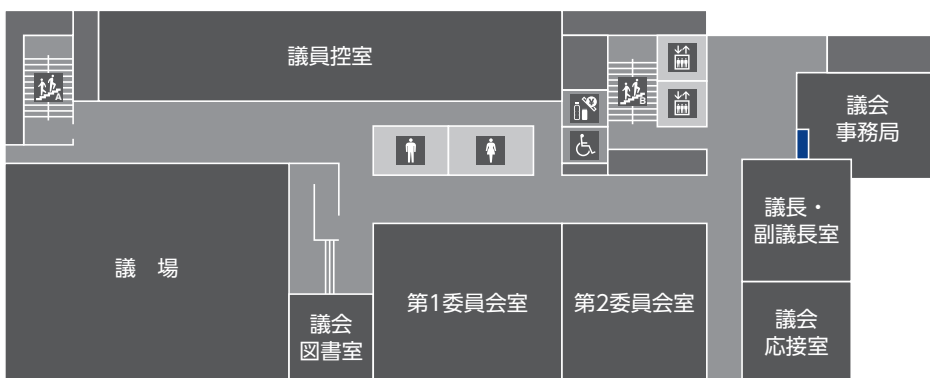 議員控室
A
B
議会
事務局
議長・
副議長室
議　場
第1委員会室
第2委員会室
議会
図書室
議会
応接室